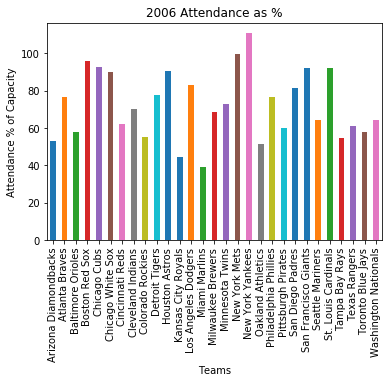 2006 Attendance as %
Attendance % of Capacity
100
80
60
40
20
0
Arizona Diamondbacks
Atlanta Braves
Baltimore Orioles
Boston Red Sox
Chicago Cubs
Chicago White Sox
Cincinnati Reds
Cleveland Indians
Colorado Rockies
Detroit Tigers
Houston Astros
Kansas City Royals
Los Angeles Dodgers
Miami Marlins
Milwaukee Brewers
Minnesota Twins
New York Mets
New York Yankees
Oakland Athletics
Philadelphia Phillies
Pittsburgh Pirates
San Diego Padres
San Francisco Giants
Seattle Mariners
St. Louis Cardinals
Tampa Bay Rays
Texas Rangers
Toronto Blue Jays
Washington Nationals
Teams